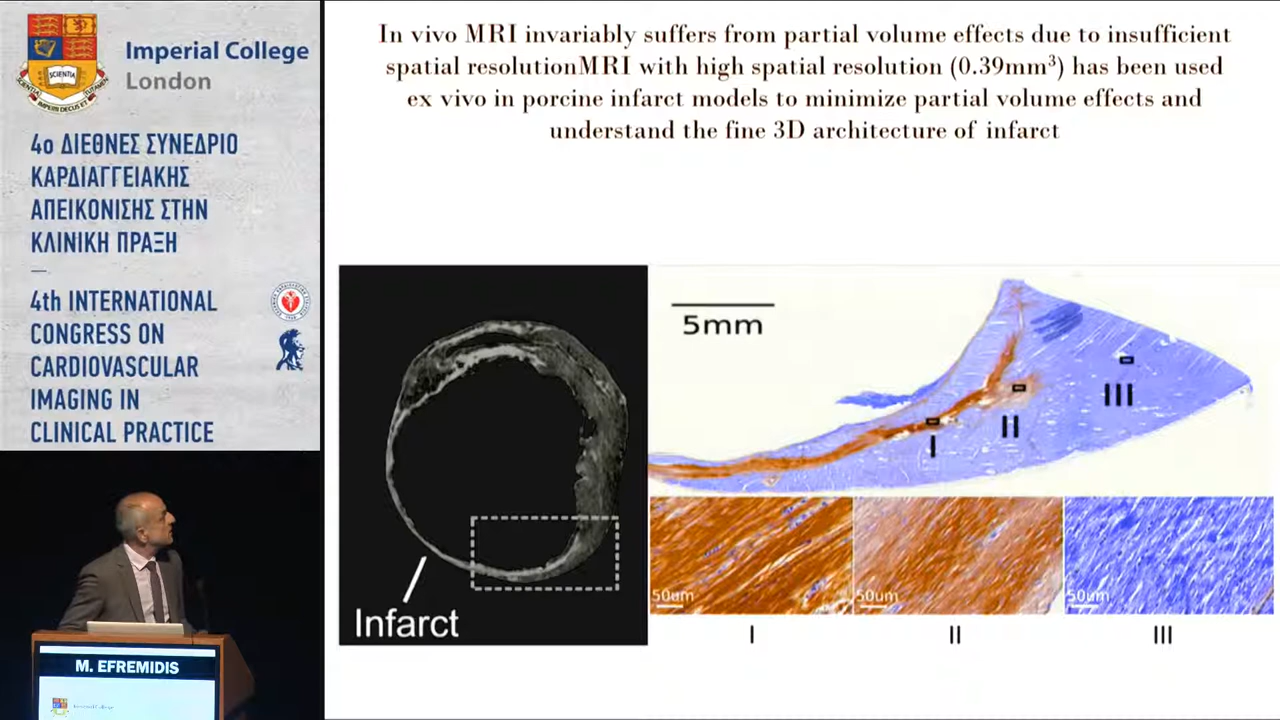 Imperial College
London
SCIENTIA
4ο ΔΙΕΘΝΕΣ ΣΥΝΕΔΡΙΟ
ΚΑΡΔΙΑΓΓΕΙΑΚΗΣ
ΑΠΕΙΚΟΝΙΣΗΣ ΣΤΗΝ
ΚΛΙΝΙΚΗ ΠΡΑΞΗ
4th INTERNATIONAL
CONGRESS ON
CARDIOVASCULAR
IMAGING IN
CLINICAL PRACTICE
M. EFREMIDIS
In vivo MRI invariably suffers from partial volume effects due to insufficient
spatial resolutionMRI with high spatial resolution (0.39mm³) has been used
ex vivo in porcine infarct models to minimize partial volume effects and
understand the fine 3D architecture of infarct
Infarct
5mm
I
II
III
50um
50um
50um
I
II
III